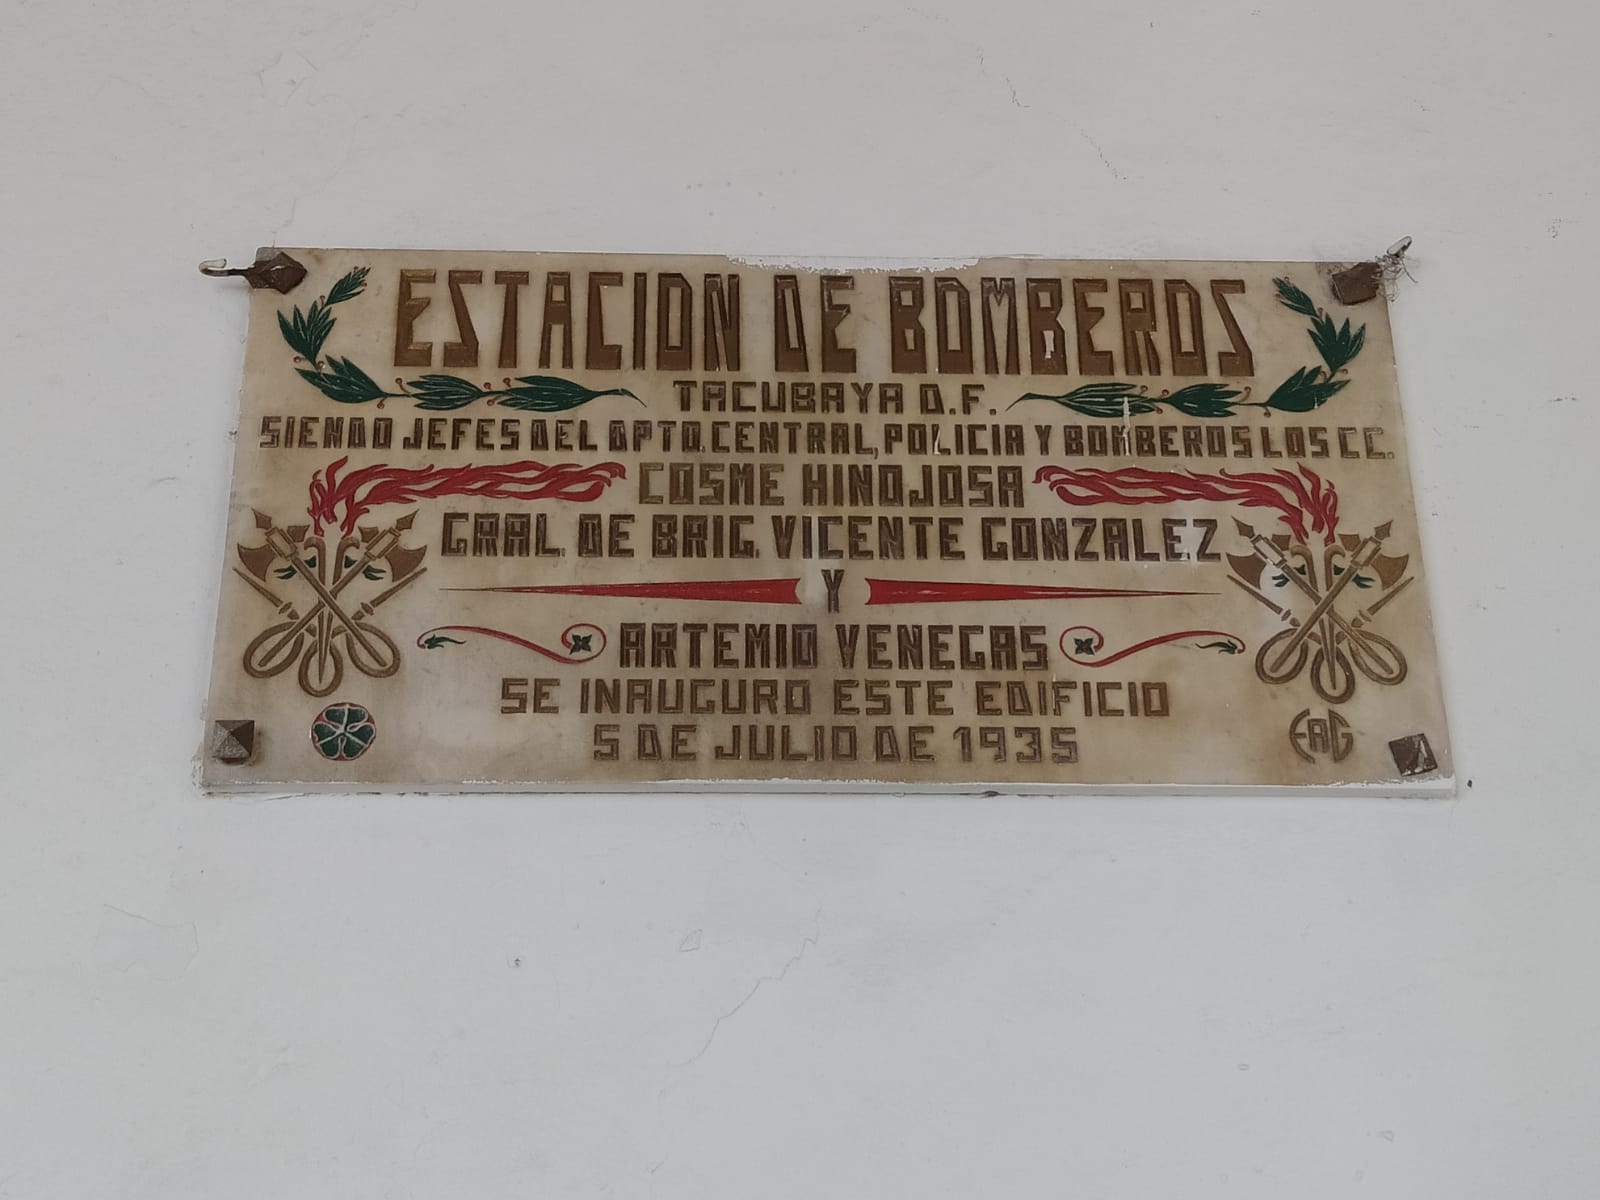 ESTACION DE BOMBEROS
TACUBAYA D.F.
SIENDO JEFES DEL DPTO. CENTRAL, POLICIA Y BOMBEROS LOS CC.
COSME HINOJOSA
GRAL. DE BRIG. VICENTE GONZALEZ
Y
ARTEMIO VENEGAS
SE INAUGURO ESTE EDIFICIO
5 DE JULIO DE 1935
ERG